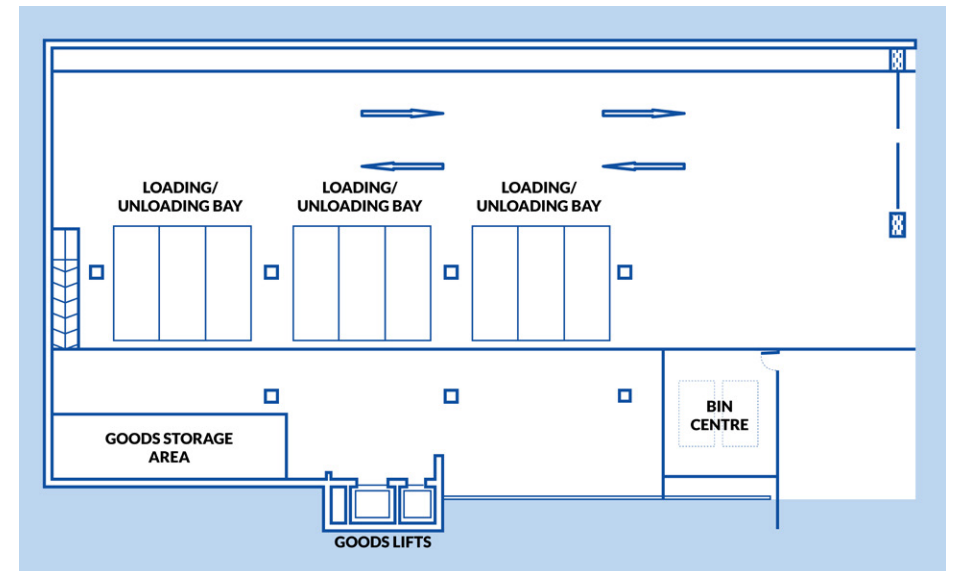 LOADING/
UNLOADING BAY
LOADING/
UNLOADING BAY
LOADING/
UNLOADING BAY
GOODS STORAGE
AREA
BIN
CENTRE
GOODS LIFTS